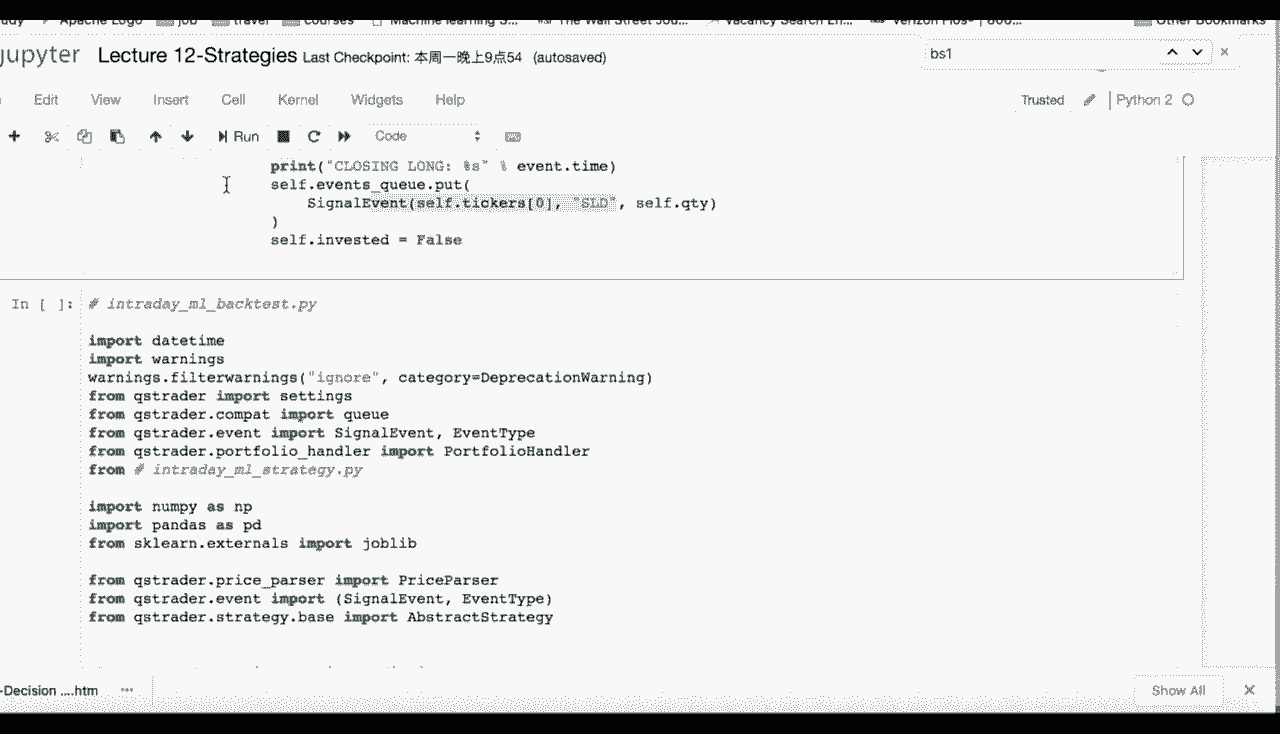 Apache Logo job travel courses Machine learning S... The Wall Street Jou... Vacancy Search En... Verizon Fios- | 800... Other Bookmarks
jupyter Lecture 12-Strategies Last Checkpoint: 本周一晚上9点54 (autosaved)
bs1
Edit View Insert Cell Kernel Widgets Help Trusted Python 2
Run Code
print("CLOSING LONG: %s" % event.time)
self.events_queue.put(
SignalEvent(self.tickers[0], "SLD", self.qty)
)
self.invested = False
In [ ]: # intraday_ml_backtest.py
import datetime
import warnings
warnings.filterwarnings("ignore", category=DeprecationWarning)
from qstrader import settings
from qstrader.compat import queue
from qstrader.event import SignalEvent, EventType
from qstrader.portfolio_handler import PortfolioHandler
from # intraday_ml_strategy.py
import numpy as np
import pandas as pd
from sklearn.externals import joblib
from qstrader.price_parser import PriceParser
from qstrader.event import (SignalEvent, EventType)
from qstrader.strategy.base import AbstractStrategy
-Decision ....htm Show All